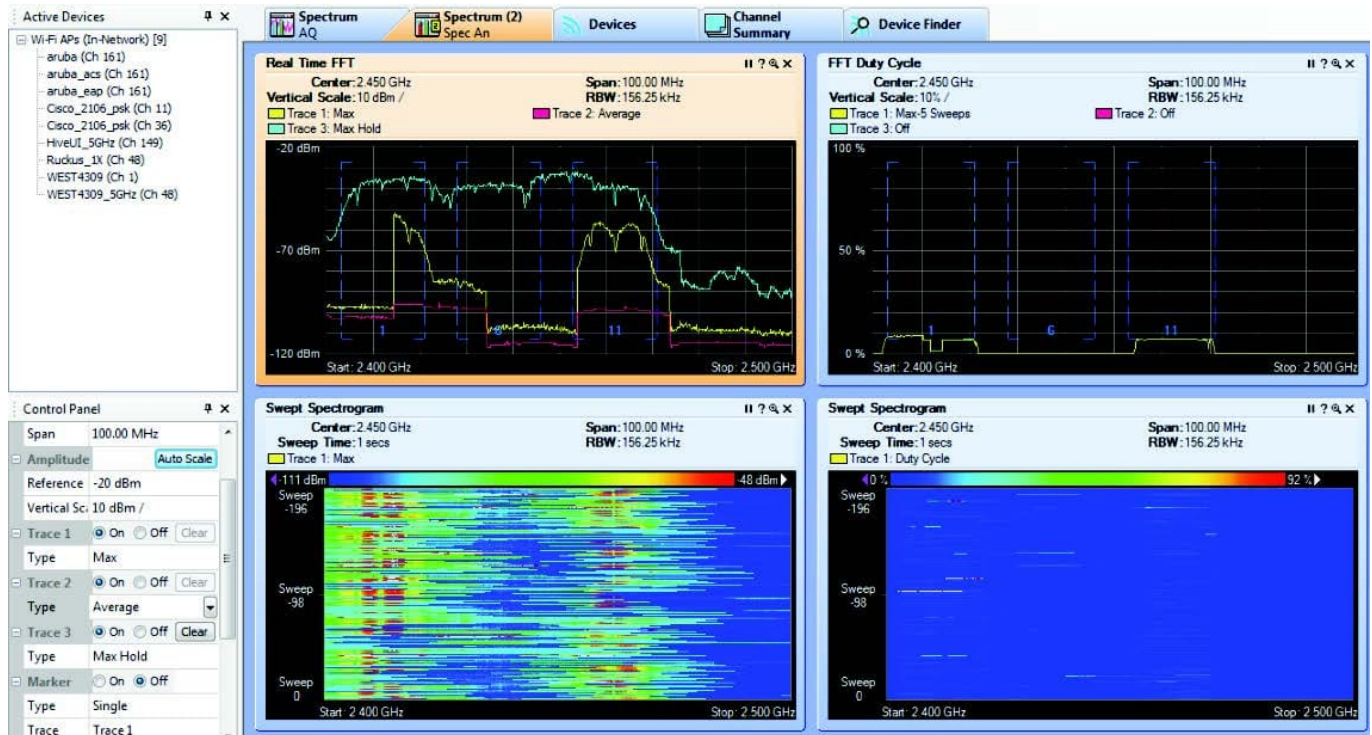 Active Devices
Wi-Fi APs (In-Network) [9]
aruba (Ch 161)
aruba_acs (Ch 161)
aruba_eap (Ch 161)
Cisco_2106_psk (Ch 11)
Cisco_2106_psk (Ch 36)
HiveUI_5GHz (Ch 149)
Ruckus_1X (Ch 48)
WEST4309 (Ch 1)
WEST4309_5GHz (Ch 48)
Control Panel
Span 100.00 MHz
Amplitude Auto Scale
Reference -20 dBm
Vertical Sc. 10 dBm /
Trace 1 On Off Clear
Type Max
Trace 2 On Off Clear
Type Average
Trace 3 On Off Clear
Type Max Hold
Marker On Off
Type Single
Trace Trace 1
Spectrum
AQ
Spectrum (2)
Spec An
Devices
Channel
Summary
Device Finder
Real Time FFT
Center: 2.450 GHz Span: 100.00 MHz
Vertical Scale: 10 dBm / RBW: 156.25 kHz
Trace 1: Max Trace 2: Average
Trace 3: Max Hold
-20 dBm
-70 dBm
1 11
-120 dBm
Start: 2.400 GHz Stop: 2.500 GHz
FFT Duty Cycle
Center: 2.450 GHz Span: 100.00 MHz
Vertical Scale: 10% / RBW: 156.25 kHz
Trace 1: Max-5 Sweeps Trace 2: Off
Trace 3: Off
100 %
50 %
1 6 11
0 %
Start: 2.400 GHz Stop: 2.500 GHz
Swept Spectrogram
Center: 2.450 GHz Span: 100.00 MHz
Sweep Time: 1 secs RBW: 156.25 kHz
Trace 1: Max
-111 dBm -48 dBm
Sweep
-196
Sweep
-98
Sweep
0
Start: 2.400 GHz Stop: 2.500 GHz
Swept Spectrogram
Center: 2.450 GHz Span: 100.00 MHz
Sweep Time: 1 secs RBW: 156.25 kHz
Trace 1: Duty Cycle
0 % 92 %
Sweep
-196
Sweep
-98
Sweep
0
Start: 2.400 GHz Stop: 2.500 GHz